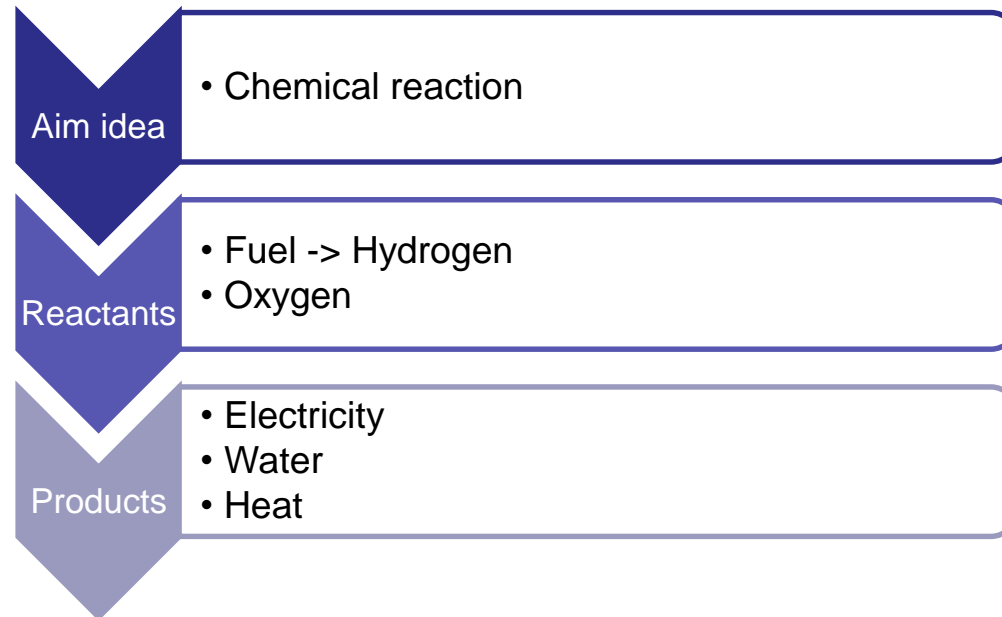 Aim idea
• Chemical reaction
Reactants
• Fuel -> Hydrogen
• Oxygen
Products
• Electricity
• Water
• Heat